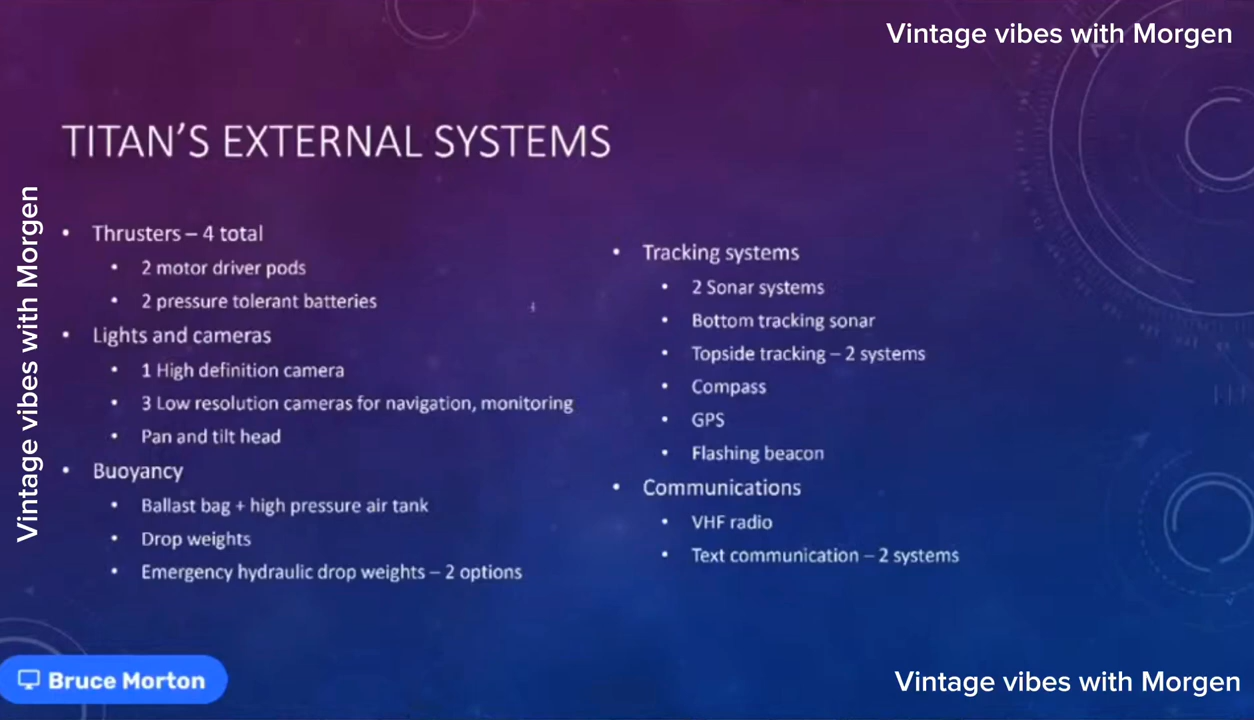 Vintage vibes with Morgen
TITAN'S EXTERNAL SYSTEMS
Vintage vibes with Morgen
• Thrusters – 4 total
• 2 motor driver pods
• 2 pressure tolerant batteries
• Lights and cameras
• 1 High definition camera
• 3 Low resolution cameras for navigation, monitoring
• Pan and tilt head
• Buoyancy
• Ballast bag + high pressure air tank
• Drop weights
• Emergency hydraulic drop weights – 2 options
• Tracking systems
• 2 Sonar systems
• Bottom tracking sonar
• Topside tracking – 2 systems
• Compass
• GPS
• Flashing beacon
• Communications
• VHF radio
• Text communication – 2 systems
Bruce Morton
Vintage vibes with Morgen